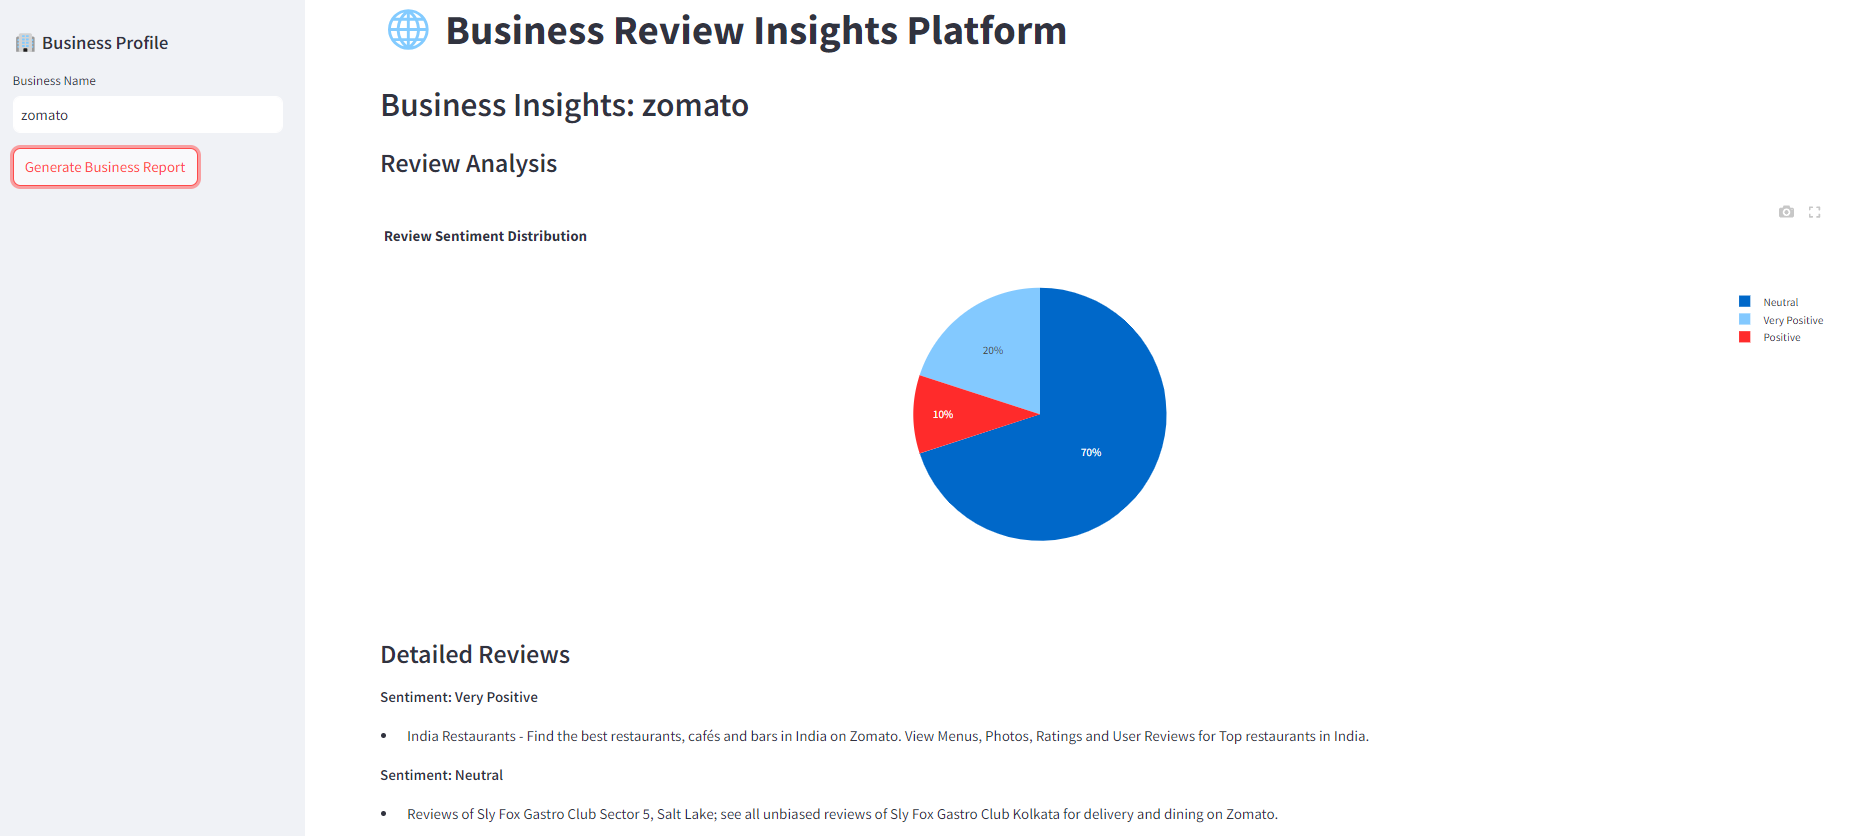 Business Profile
Business Name
zomato
Generate Business Report
Business Review Insights Platform
Business Insights: zomato
Review Analysis
Review Sentiment Distribution
Neutral
Very Positive
Positive
20%
10%
70%
Detailed Reviews
Sentiment: Very Positive
• India Restaurants - Find the best restaurants, cafés and bars in India on Zomato. View Menus, Photos, Ratings and User Reviews for Top restaurants in India.
Sentiment: Neutral
• Reviews of Sly Fox Gastro Club Sector 5, Salt Lake; see all unbiased reviews of Sly Fox Gastro Club Kolkata for delivery and dining on Zomato.